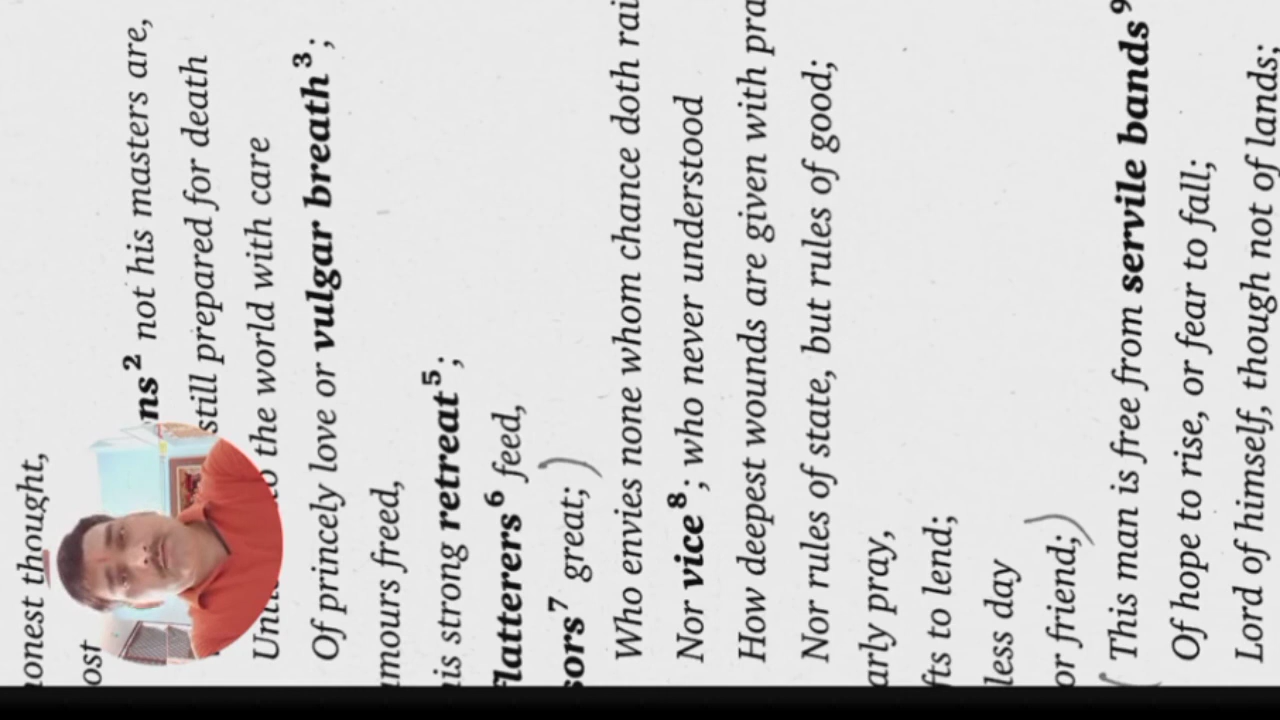 onest thought,
ost
ns² not his masters are,
still prepared for death
the world with care
Of princely love or vulgar breath³;
mours freed,
is strong retreat⁵;
flatterers⁶ feed,
sors⁷ great;)
Who envies none whom chance doth rai
Nor vice⁸; who never understood
How deepest wounds are given with pra
Nor rules of state, but rules of good;
arly pray,
fts to lend;
less day
or friend;)
(This man is free from servile bands⁹
Of hope to rise, or fear to fall;
Lord of himself, though not of lands;